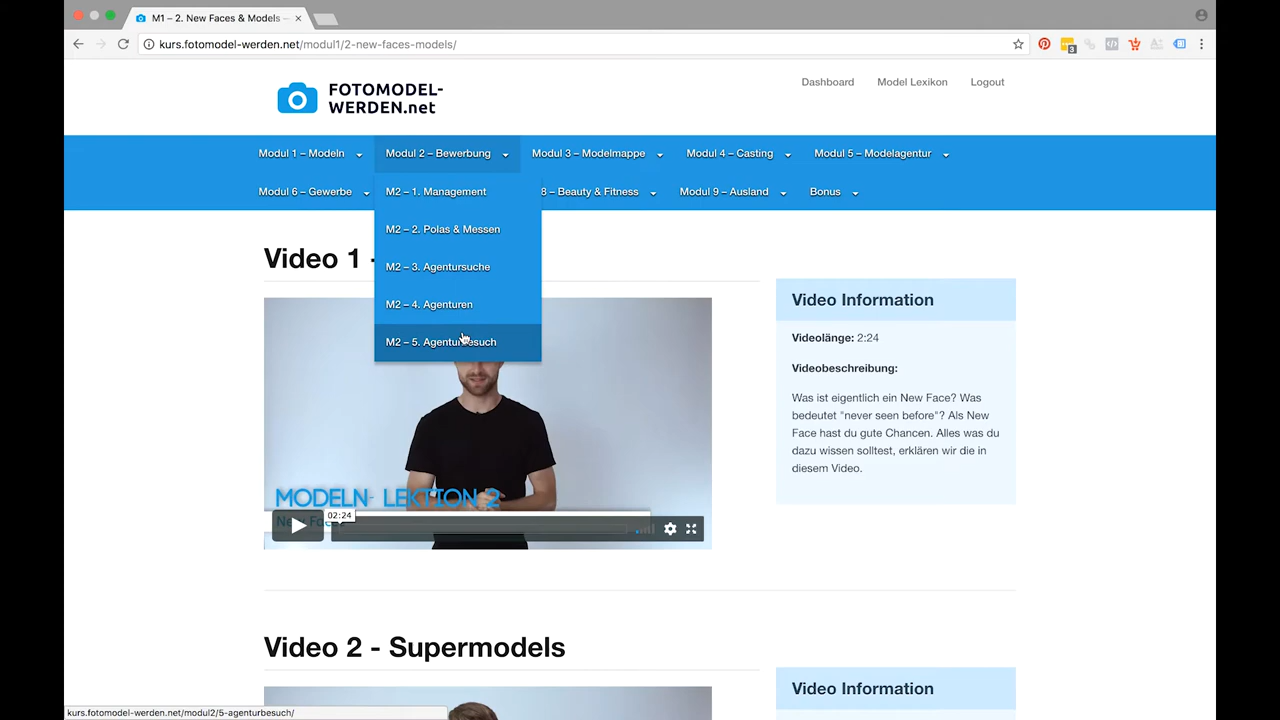 M1 – 2. New Faces & Models –
kurs.fotomodel-werden.net/modul1/2-new-faces-models/
3
FOTOMODEL-
WERDEN.net
Dashboard Model Lexikon Logout
Modul 1 – Modeln Modul 2 – Bewerbung Modul 3 – Modelmappe Modul 4 – Casting Modul 5 – Modelagentur
Modul 6 – Gewerbe 8 – Beauty & Fitness Modul 9 – Ausland Bonus
M2 – 1. Management
M2 – 2. Polas & Messen
M2 – 3. Agentursuche
M2 – 4. Agenturen
M2 – 5. Agenturbesuch
Video 1 -
MODELN- LEKTION 2
New Faces
02:24
Video Information
Videolänge: 2:24
Videobeschreibung:
Was ist eigentlich ein New Face? Was
bedeutet "never seen before"? Als New
Face hast du gute Chancen. Alles was du
dazu wissen solltest, erklären wir die in
diesem Video.
Video 2 - Supermodels
Video Information
kurs.fotomodel-werden.net/modul2/5-agenturbesuch/